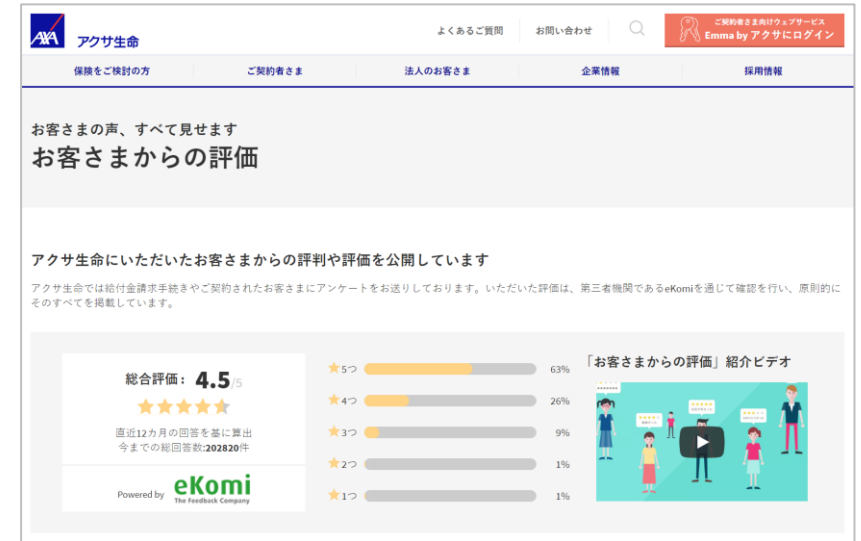 AXA アクサ生命
よくあるご質問
お問い合わせ
ご契約者さま向けウェブサービス
Emma by アクサにログイン
保険をご検討の方
ご契約者さま
法人のお客さま
企業情報
採用情報
お客さまの声、すべて見せます
お客さまからの評価
アクサ生命にいただいたお客さまからの評判や評価を公開しています
アクサ生命では給付金請求手続きやご契約されたお客さまにアンケートをお送りしております。いただいた評価は、第三者機関であるeKomiを通じて確認を行い、原則的に
そのすべてを掲載しています。
総合評価： 4.5/5
直近12カ月の回答を基に算出
今までの総回答数:202820件
Powered by eKomi
The Feedback Company
★5つ 63%
★4つ 26%
★3つ 9%
★2つ 1%
★1つ 1%
「お客さまからの評価」紹介ビデオ